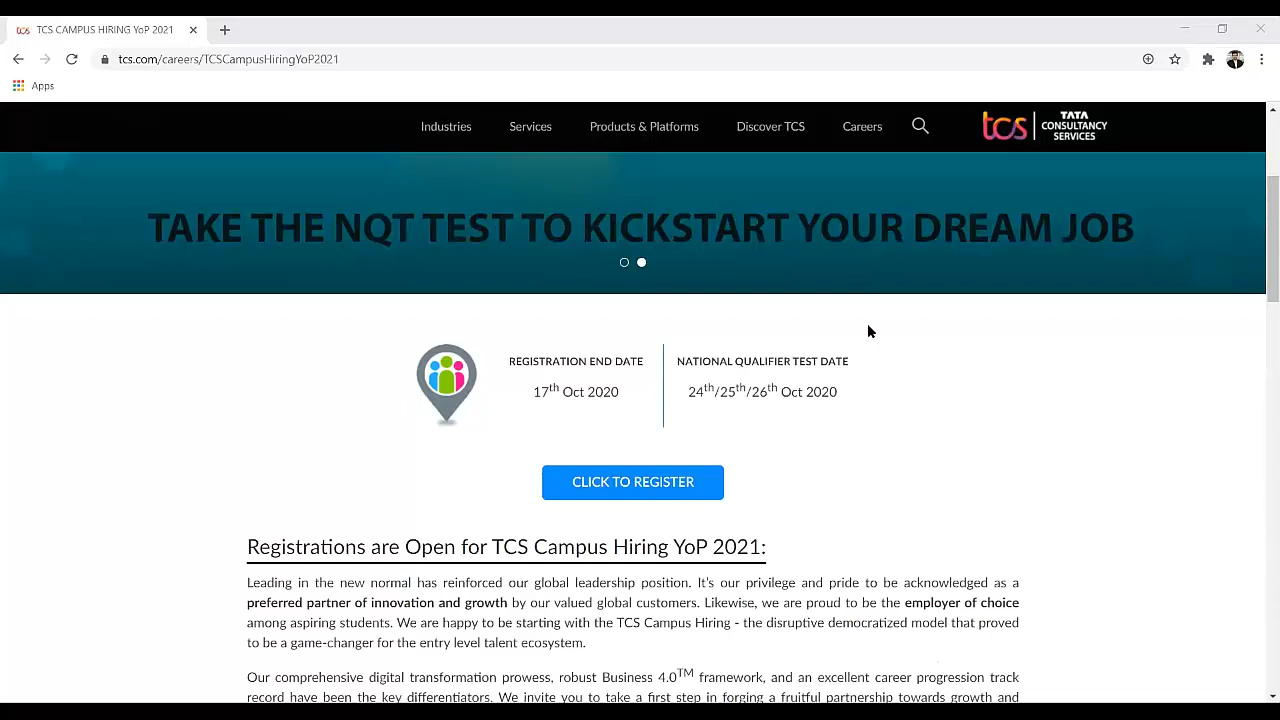 TCS CAMPUS HIRING YoP 2021
tcs.com/careers/TCSCampusHiringYoP2021
Apps
Industries Services Products & Platforms Discover TCS Careers
tcs TATA CONSULTANCY SERVICES
TAKE THE NQT TEST TO KICKSTART YOUR DREAM JOB
REGISTRATION END DATE
17th Oct 2020
NATIONAL QUALIFIER TEST DATE
24th/25th/26th Oct 2020
CLICK TO REGISTER
Registrations are Open for TCS Campus Hiring YoP 2021:
Leading in the new normal has reinforced our global leadership position. It's our privilege and pride to be acknowledged as a
preferred partner of innovation and growth by our valued global customers. Likewise, we are proud to be the employer of choice
among aspiring students. We are happy to be starting with the TCS Campus Hiring - the disruptive democratized model that proved
to be a game-changer for the entry level talent ecosystem.
Our comprehensive digital transformation prowess, robust Business 4.0TM framework, and an excellent career progression track
record have been the key differentiators. We invite you to take a first step in forging a fruitful partnership towards growth and